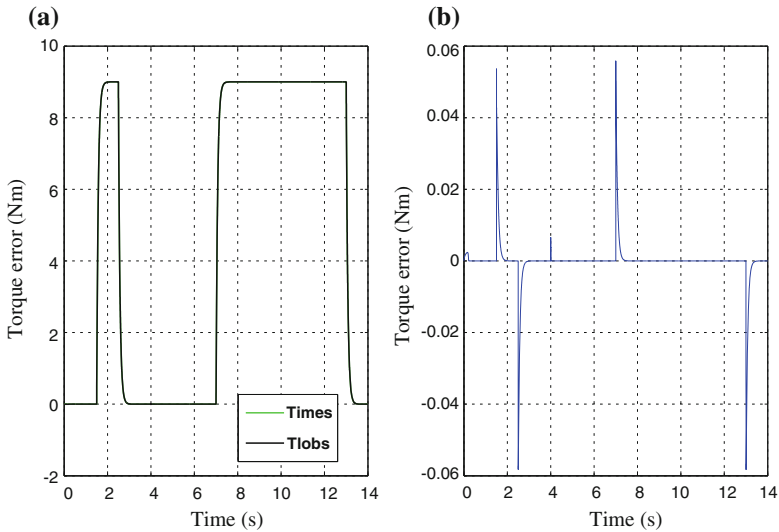 (a)
10
8
6
4
2
0
-2
Torque error (Nm)
0 2 4 6 8 10 12 14
Time (s)
Times
Tlobs
(b)
0.06
0.04
0.02
0
-0.02
-0.04
-0.06
Torque error (Nm)
0 2 4 6 8 10 12 14
Time (s)